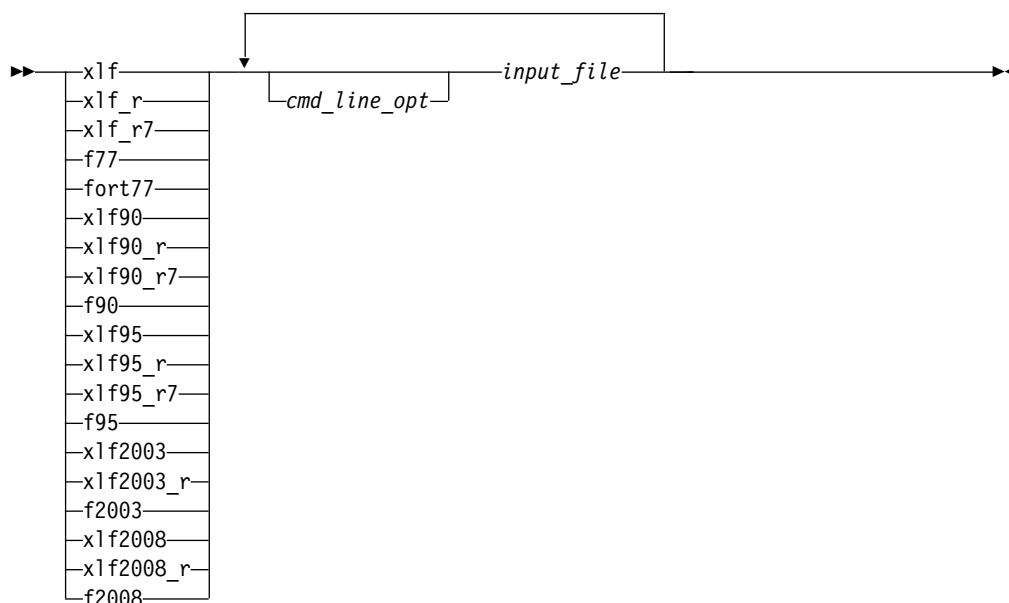 xlf input_file
xlf_r cmd_line_opt
xlf_r7
f77
fort77
xlf90
xlf90_r
xlf90_r7
f90
xlf95
xlf95_r
xlf95_r7
f95
xlf2003
xlf2003_r
f2003
xlf2008
xlf2008_r
f2008